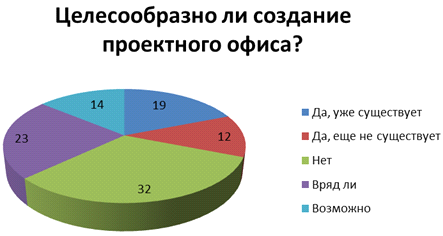 Целесообразно ли создание
проектного офиса?
14
19
23
12
32
Да, уже существует
Да, еще не существует
Нет
Вряд ли
Возможно